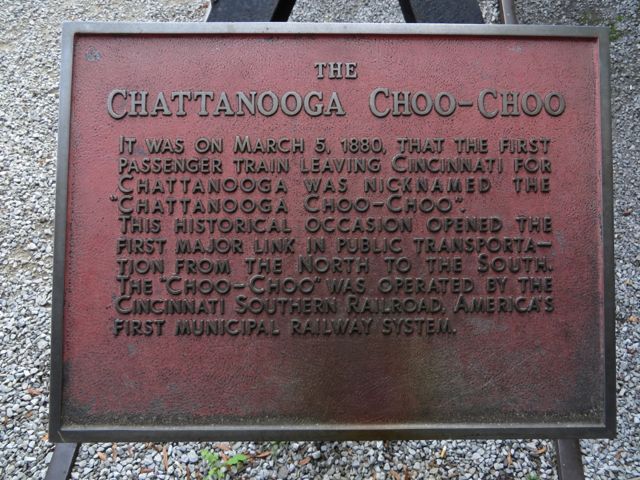 THE
CHATTANOOGA CHOO-CHOO
IT WAS ON MARCH 5, 1880, THAT THE FIRST
PASSENGER TRAIN LEAVING CINCINNATI FOR
CHATTANOOGA WAS NICKNAMED THE
"CHATTANOOGA CHOO-CHOO".
THIS HISTORICAL OCCASION OPENED THE
FIRST MAJOR LINK IN PUBLIC TRANSPORTA-
TION FROM THE NORTH TO THE SOUTH.
THE "CHOO-CHOO" WAS OPERATED BY THE
CINCINNATI SOUTHERN RAILROAD, AMERICA'S
FIRST MUNICIPAL RAILWAY SYSTEM.